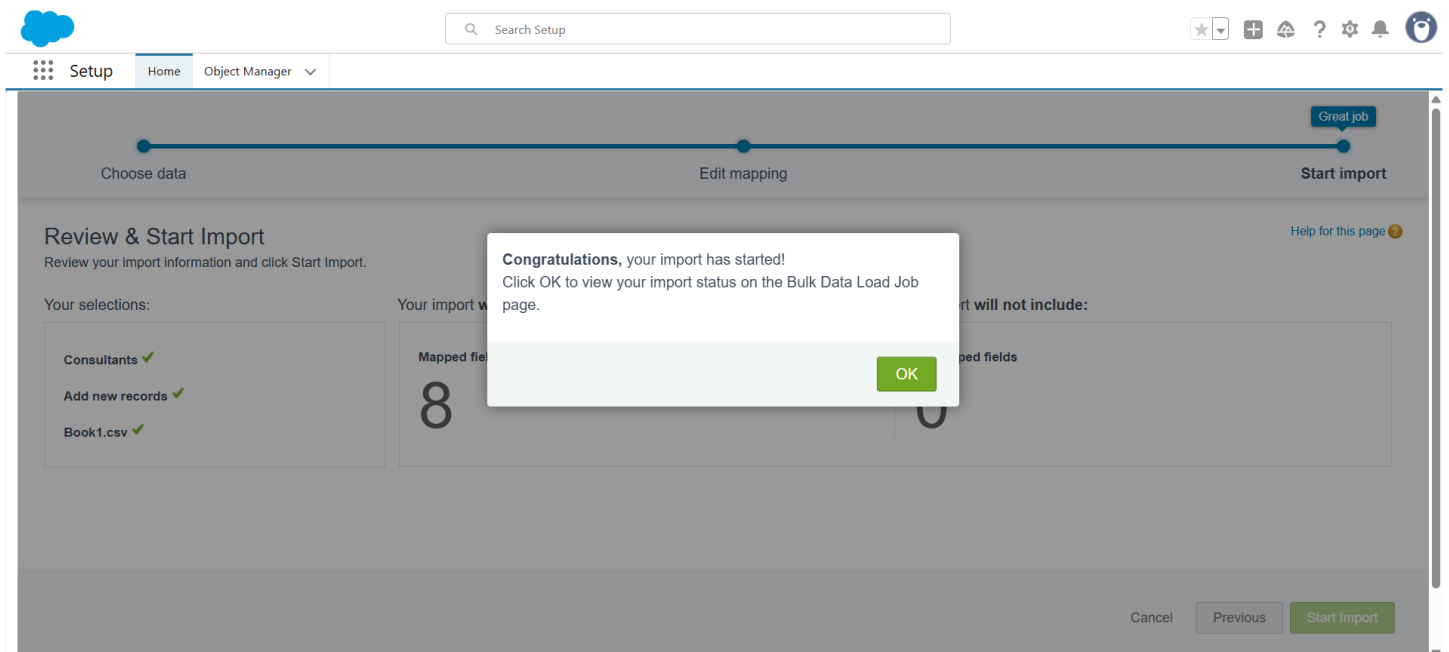 Search Setup
Setup
Home
Object Manager
Great job
Choose data
Edit mapping
Start import
Review & Start Import
Help for this page
Review your import information and click Start Import.
Congratulations, your import has started!
Click OK to view your import status on the Bulk Data Load Job
page.
OK
Your selections:
Your import
rt will not include:
Consultants
Add new records
Book1.csv
Mapped
8
fields
0
Cancel
Previous
Start Import